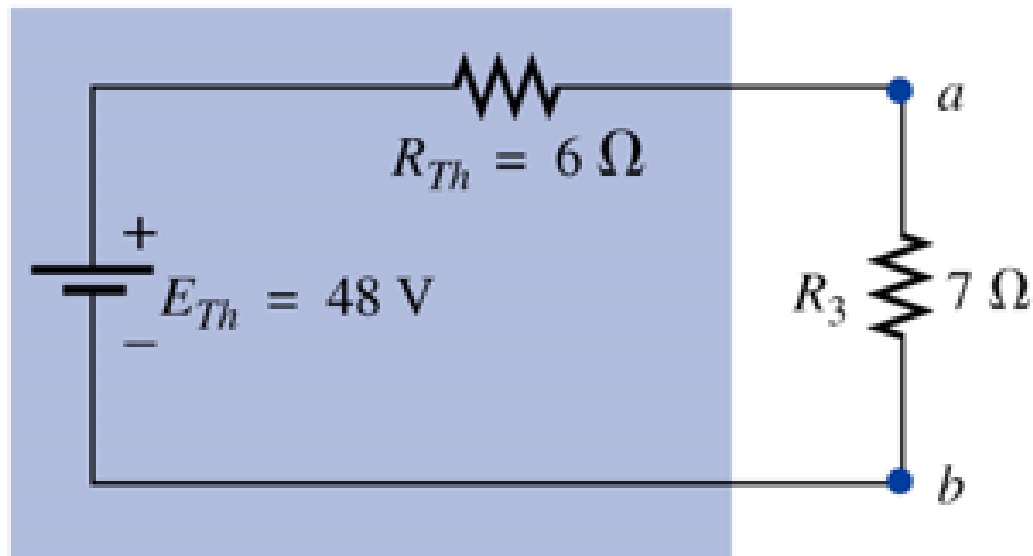 a
R_Th = 6 Ω
+
E_Th = 48 V
R_3 7 Ω
−
b